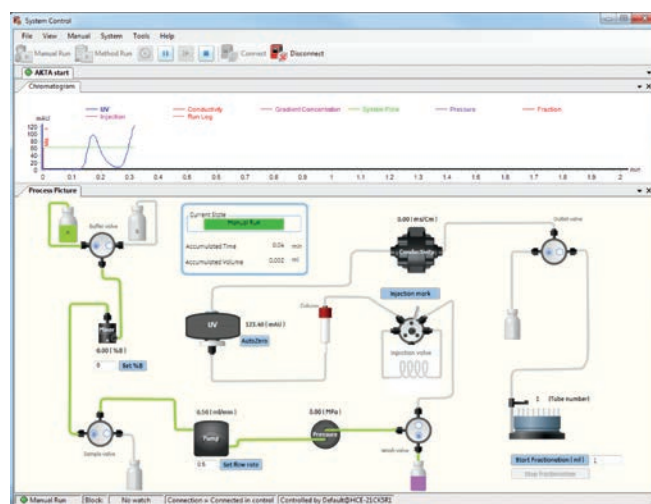 System Control
File View Manual System Tools Help
Manual Run Method Run Connect Disconnect
ÄKTA start
Chromatogram
UV Conductivity Gradient Concentration System Flow Pressure Fraction
Injection Run Log
mAU
120
100
80
60
40
20
0
0 0.1 0.2 0.3 0.4 0.5 0.6 0.7 0.8 0.9 1 1.1 1.2 1.3 1.4 1.5 1.6 1.7 1.8 1.9 2 min
Process Picture
Buffer valve
Current State
Manual Run
Accumulated Time 0.04 min
Accumulated Volume 0.002 ml
0.00 (ms/Cm)
Conductivity
Outlet valve
Injection mark
Column
UV
123.40 (mAU)
AutoZero
Injection valve
Mixer
0.00 (%B)
0 Set %B
Sample valve
Pump
0.5 Set flow rate
0.00 (MPa)
Pressure
Wash valve
1 (Tube number)
Start Fractionation (ml)
Stop Fractionation
Manual Run Block: No watch Connection = Connected in control Controlled by Default@HCE-21CK5R1